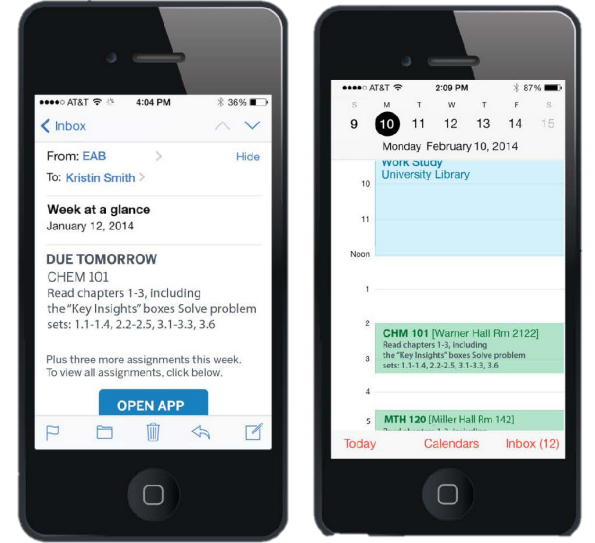 AT&T 4:04 PM 36%
Inbox
From: EAB Hide
To: Kristin Smith
Week at a glance
January 12, 2014
DUE TOMORROW
CHEM 101
Read chapters 1-3, including
the "Key Insights" boxes Solve problem
sets: 1.1-1.4, 2.2-2.5, 3.1-3.3, 3.6
Plus three more assignments this week.
To view all assignments, click below.
OPEN APP
AT&T 2:09 PM 87%
S M T W T F S
9 10 11 12 13 14 15
Monday February 10, 2014
Work Study
University Library
10
11
Noon
1
2
CHM 101 [Warner Hall Rm 2122]
Read chapters 1-3, including
the "Key Insights" boxes Solve problem
3
sets: 1.1-1.4, 2.2-2.5, 3.1-3.3, 3.6
4
5 MTH 120 [Miller Hall Rm 142]
Today Calendars Inbox (12)